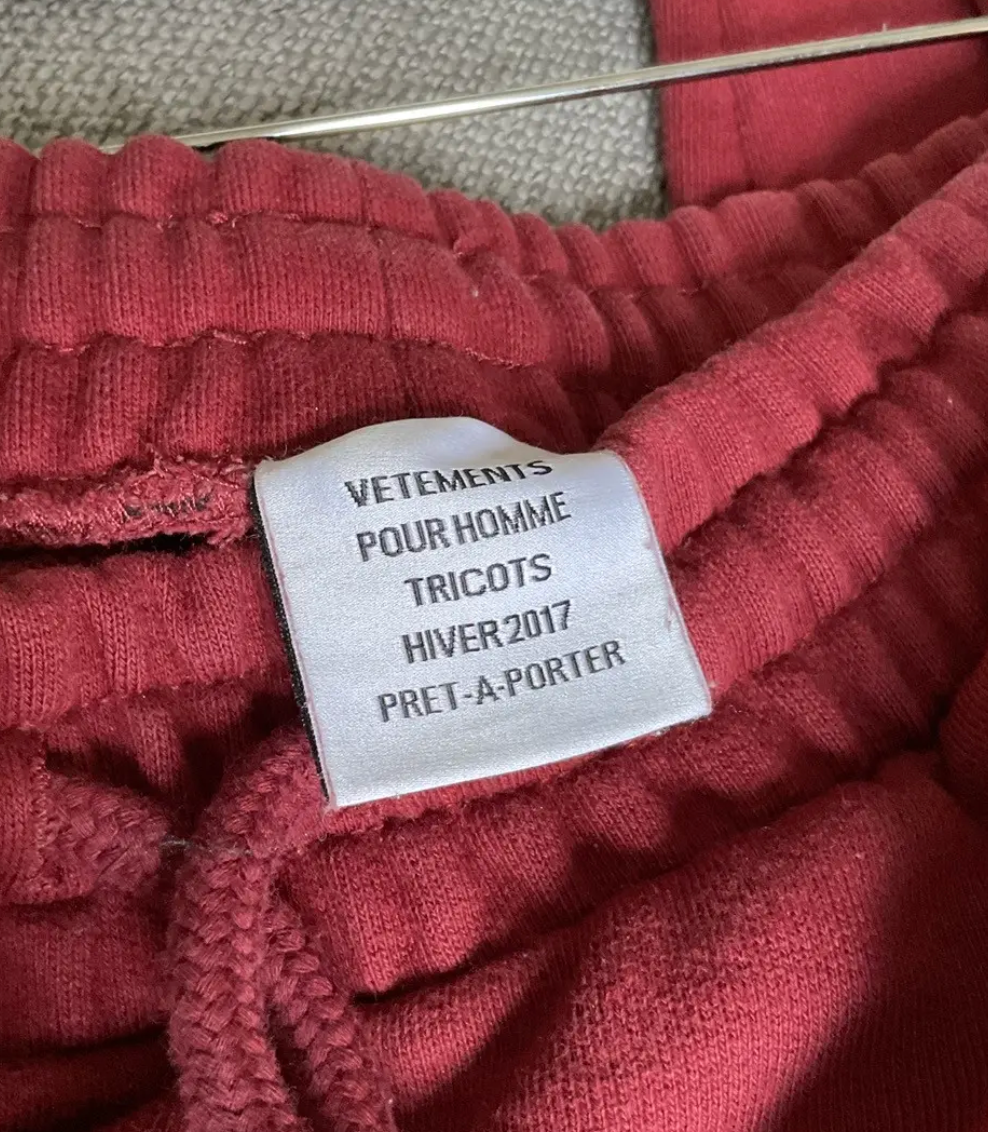 VETEMENTS
POUR HOMME
TRICOTS
HIVER 2017
PRET-A-PORTER